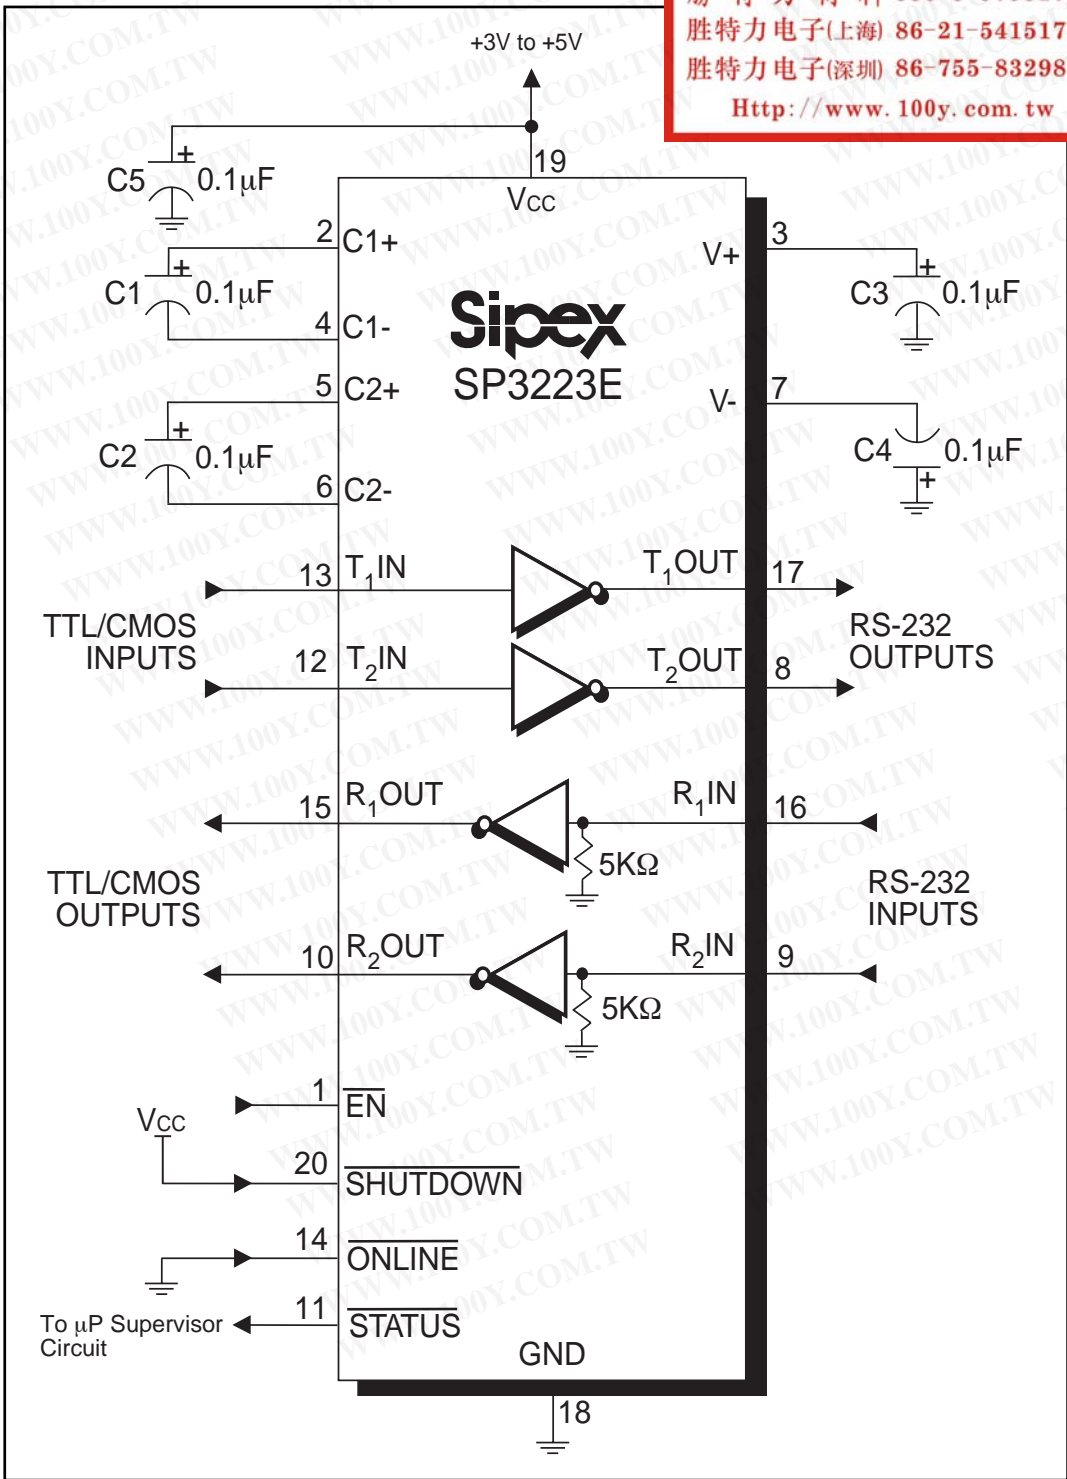 胜特力电子(上海) 86-21-541517
胜特力电子(深圳) 86-755-83298
Http://www.100y.com.tw
+3V to +5V
19
VCC
C5
+
0.1μF
2
C1+
C1
+
0.1μF
4
C1-
5
C2+
C2
+
0.1μF
6
C2-
Sipex
SP3223E
V+
3
C3
+
0.1μF
V-
7
C4
0.1μF
+
13
T1IN
T1OUT
17
TTL/CMOS
INPUTS
RS-232
OUTPUTS
12
T2IN
T2OUT
8
15
R1OUT
R1IN
16
5KΩ
TTL/CMOS
OUTPUTS
RS-232
INPUTS
10
R2OUT
R2IN
9
5KΩ
1
EN
VCC
20
SHUTDOWN
14
ONLINE
11
STATUS
To μP Supervisor
Circuit
GND
18
WWW.100Y.COM.TW